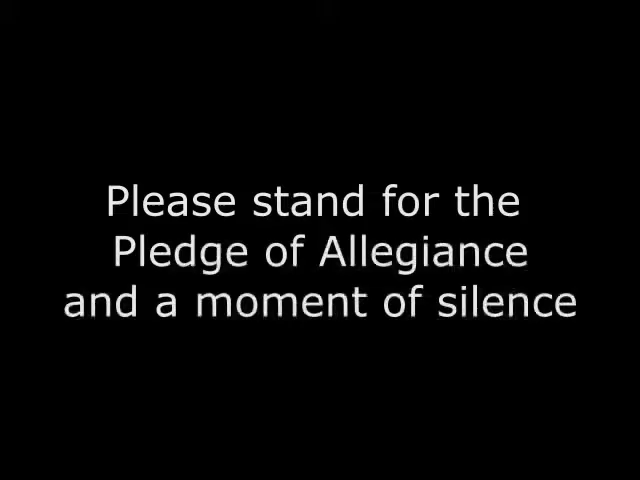 Please stand for the
Pledge of Allegiance
and a moment of silence